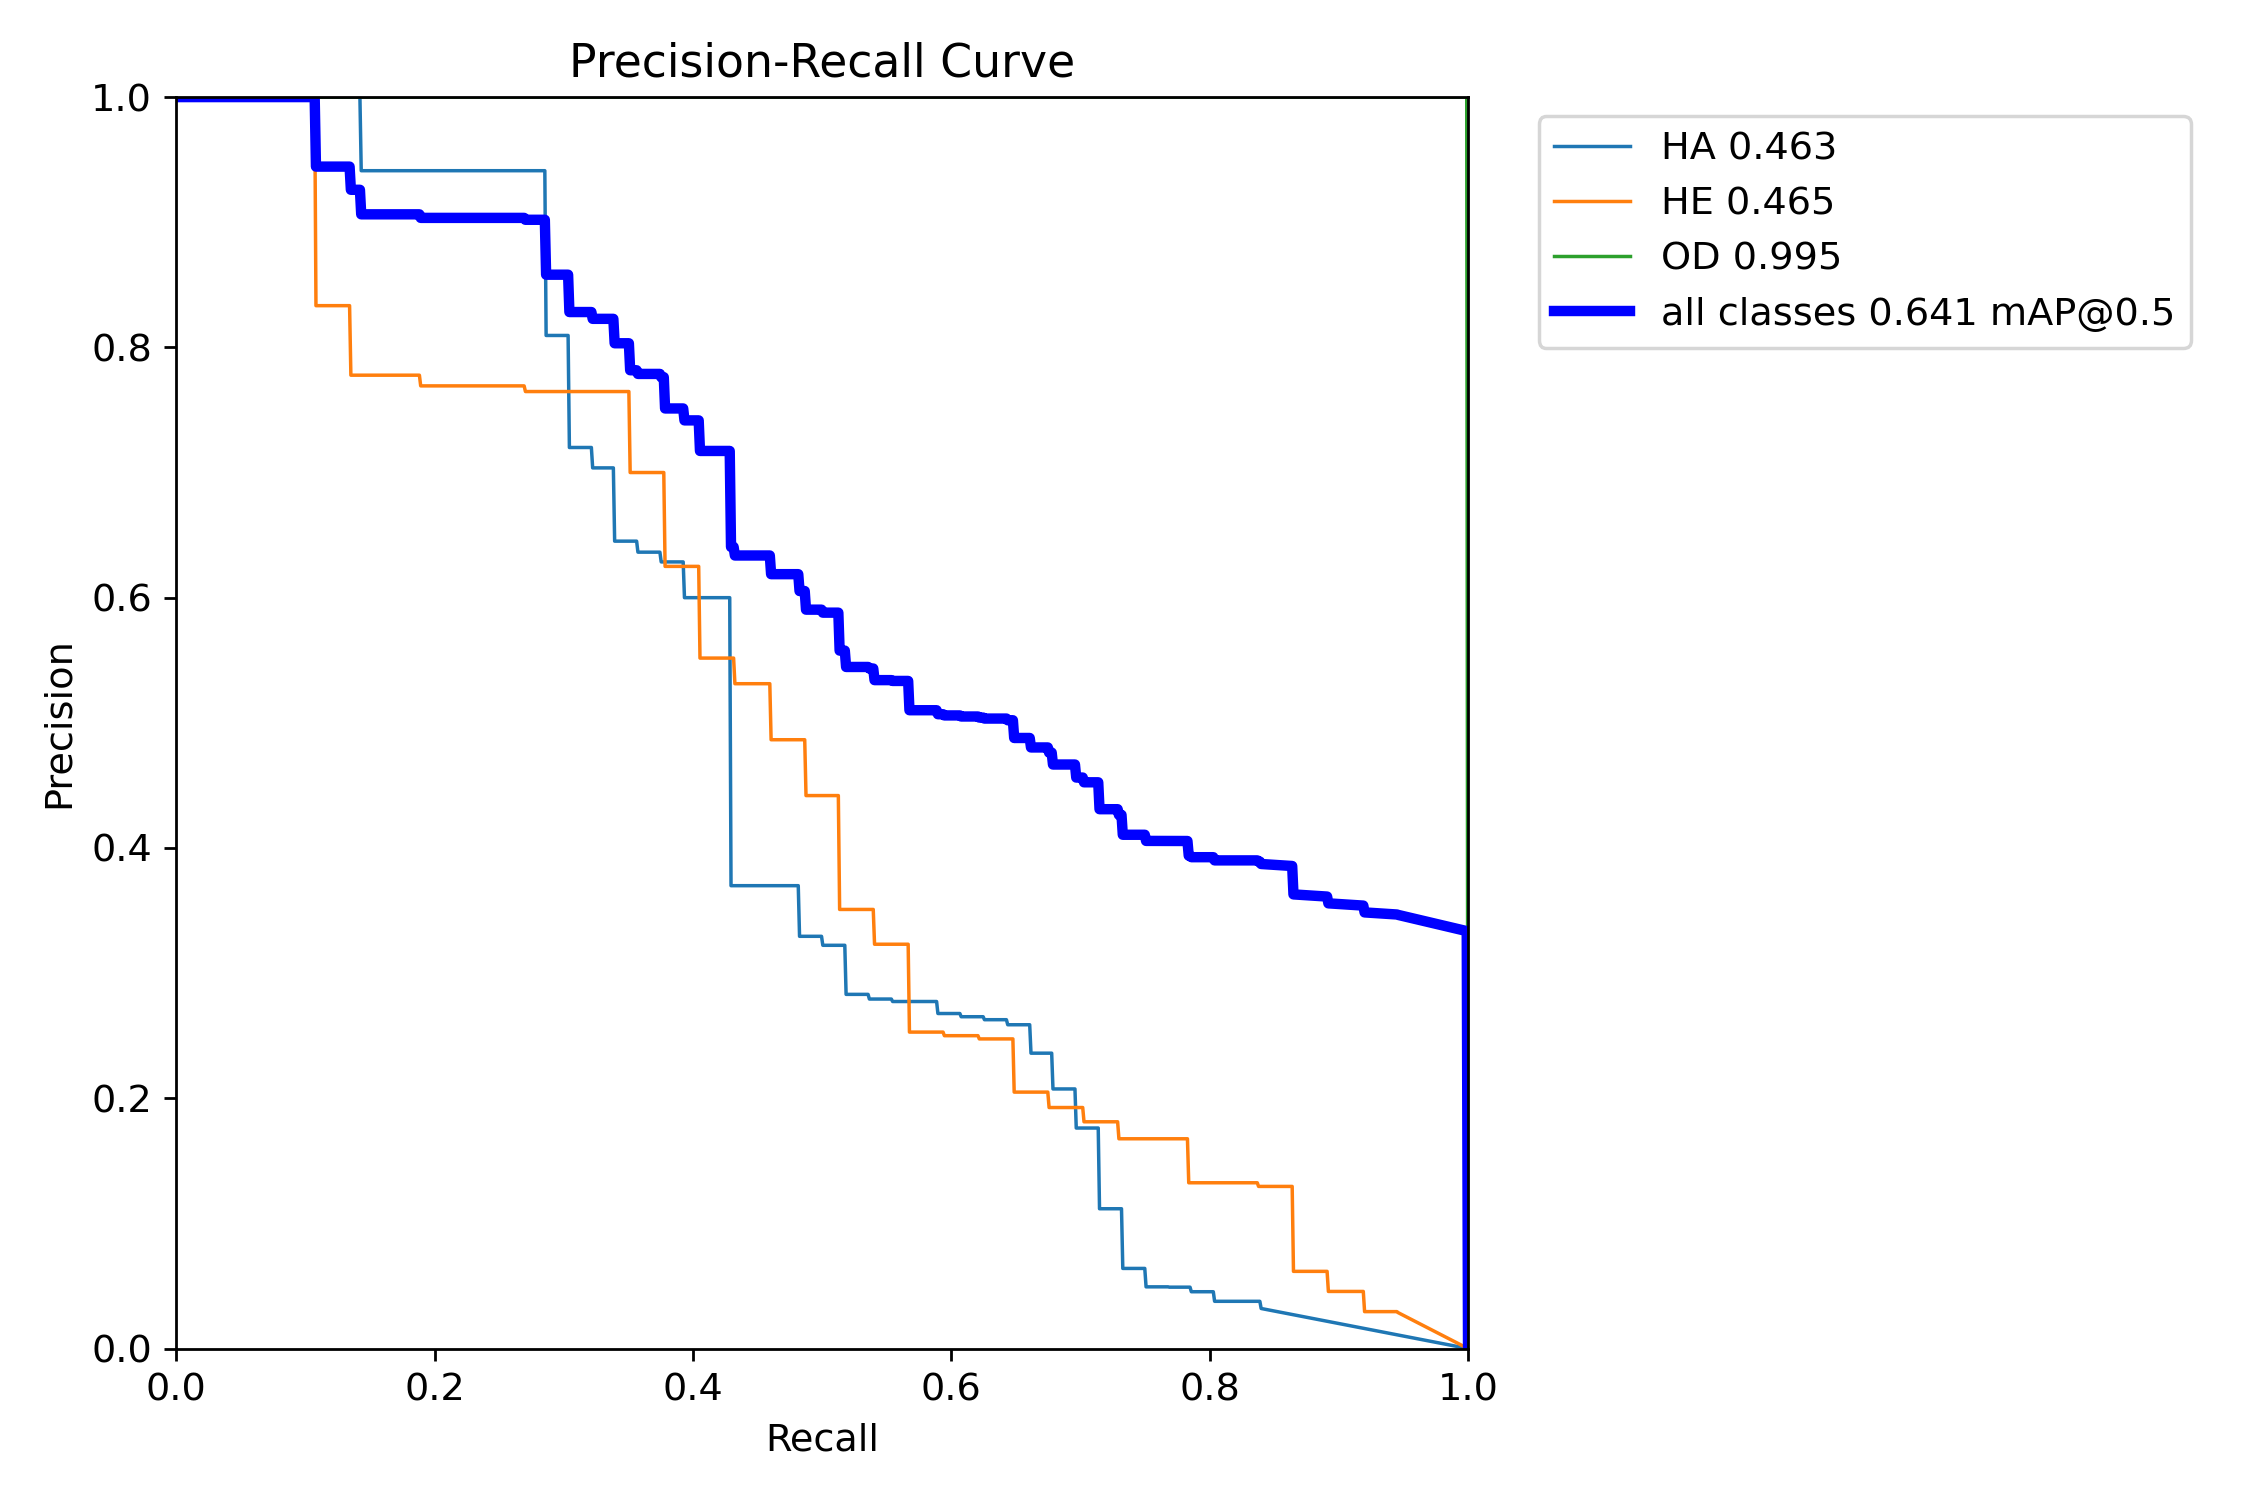 Precision-Recall Curve
1.0
0.8
0.6
0.4
0.2
0.0
Precision
0.0 0.2 0.4 0.6 0.8 1.0
Recall
HA 0.463
HE 0.465
OD 0.995
all classes 0.641 mAP@0.5